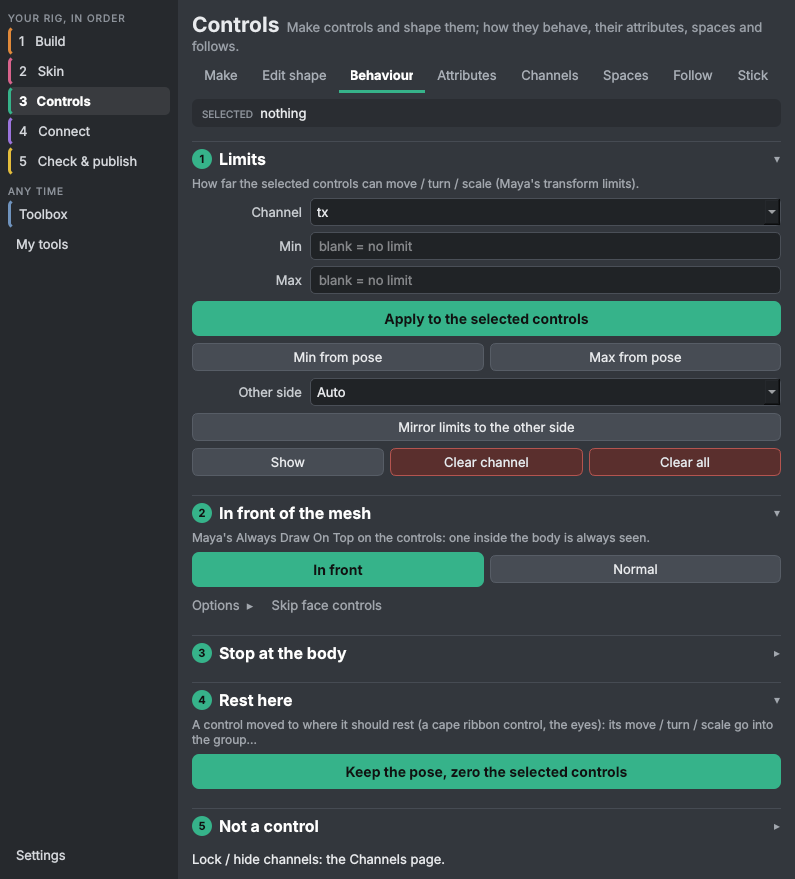 YOUR RIG, IN ORDER
1 Build
2 Skin
3 Controls
4 Connect
5 Check & publish
ANY TIME
Toolbox
My tools
Settings
Controls Make controls and shape them; how they behave, their attributes, spaces and
follows.
Make Edit shape Behaviour Attributes Channels Spaces Follow Stick
SELECTED nothing
1 Limits
How far the selected controls can move / turn / scale (Maya's transform limits).
Channel tx
Min blank = no limit
Max blank = no limit
Apply to the selected controls
Min from pose Max from pose
Other side Auto
Mirror limits to the other side
Show Clear channel Clear all
2 In front of the mesh
Maya's Always Draw On Top on the controls: one inside the body is always seen.
In front Normal
Options ▸ Skip face controls
3 Stop at the body
4 Rest here
A control moved to where it should rest (a cape ribbon control, the eyes): its move / turn / scale go into
the group...
Keep the pose, zero the selected controls
5 Not a control
Lock / hide channels: the Channels page.